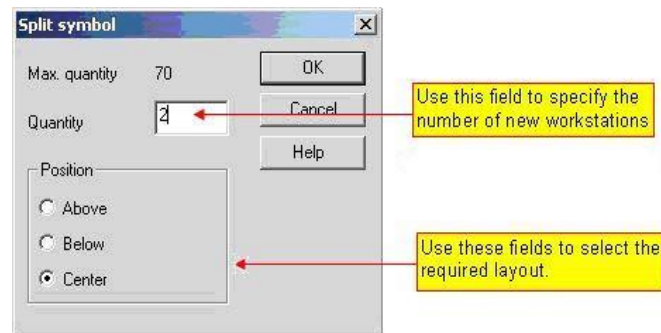 Split symbol
Max. quantity 70
OK
Quantity 2
Cancel
Help
Position
Above
Below
Center
Use this field to specify the
number of new workstations
Use these fields to select the
required layout.